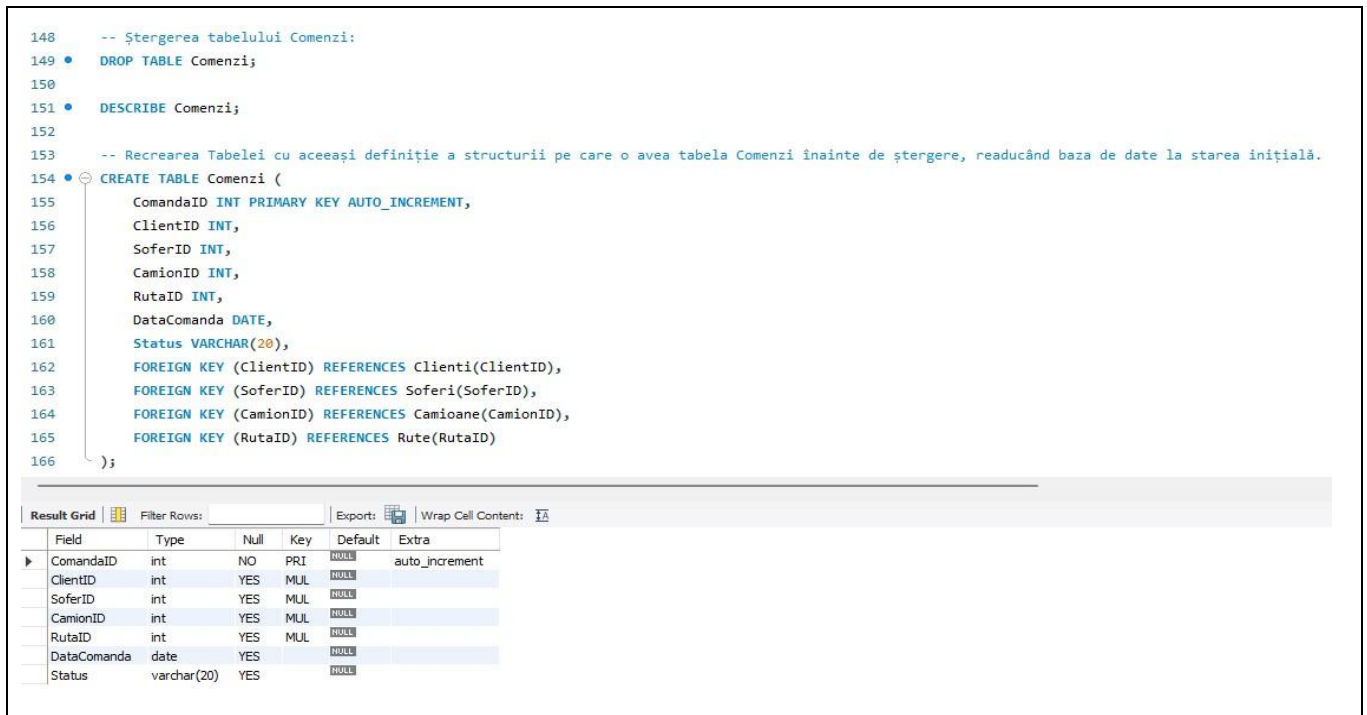 148 -- Ștergerea tabelului Comenzi:
149 DROP TABLE Comenzi;
150
151 DESCRIBE Comenzi;
152
153 -- Recrearea Tabelei cu aceeași definiție a structurii pe care o avea tabela Comenzi înainte de ștergere, readucând baza de date la starea inițială.
154 CREATE TABLE Comenzi (
155 ComandaID INT PRIMARY KEY AUTO_INCREMENT,
156 ClientID INT,
157 SoferID INT,
158 CamionID INT,
159 RutaID INT,
160 DataComanda DATE,
161 Status VARCHAR(20),
162 FOREIGN KEY (ClientID) REFERENCES Clienti(ClientID),
163 FOREIGN KEY (SoferID) REFERENCES Soferi(SoferID),
164 FOREIGN KEY (CamionID) REFERENCES Camioane(CamionID),
165 FOREIGN KEY (RutaID) REFERENCES Rute(RutaID)
166 );
Result Grid Filter Rows: Export: Wrap Cell Content: IA
Field Type Null Key Default Extra
ComandaID int NO PRI NULL auto_increment
ClientID int YES MUL NULL
SoferID int YES MUL NULL
CamionID int YES MUL NULL
RutaID int YES MUL NULL
DataComanda date YES NULL
Status varchar(20) YES NULL